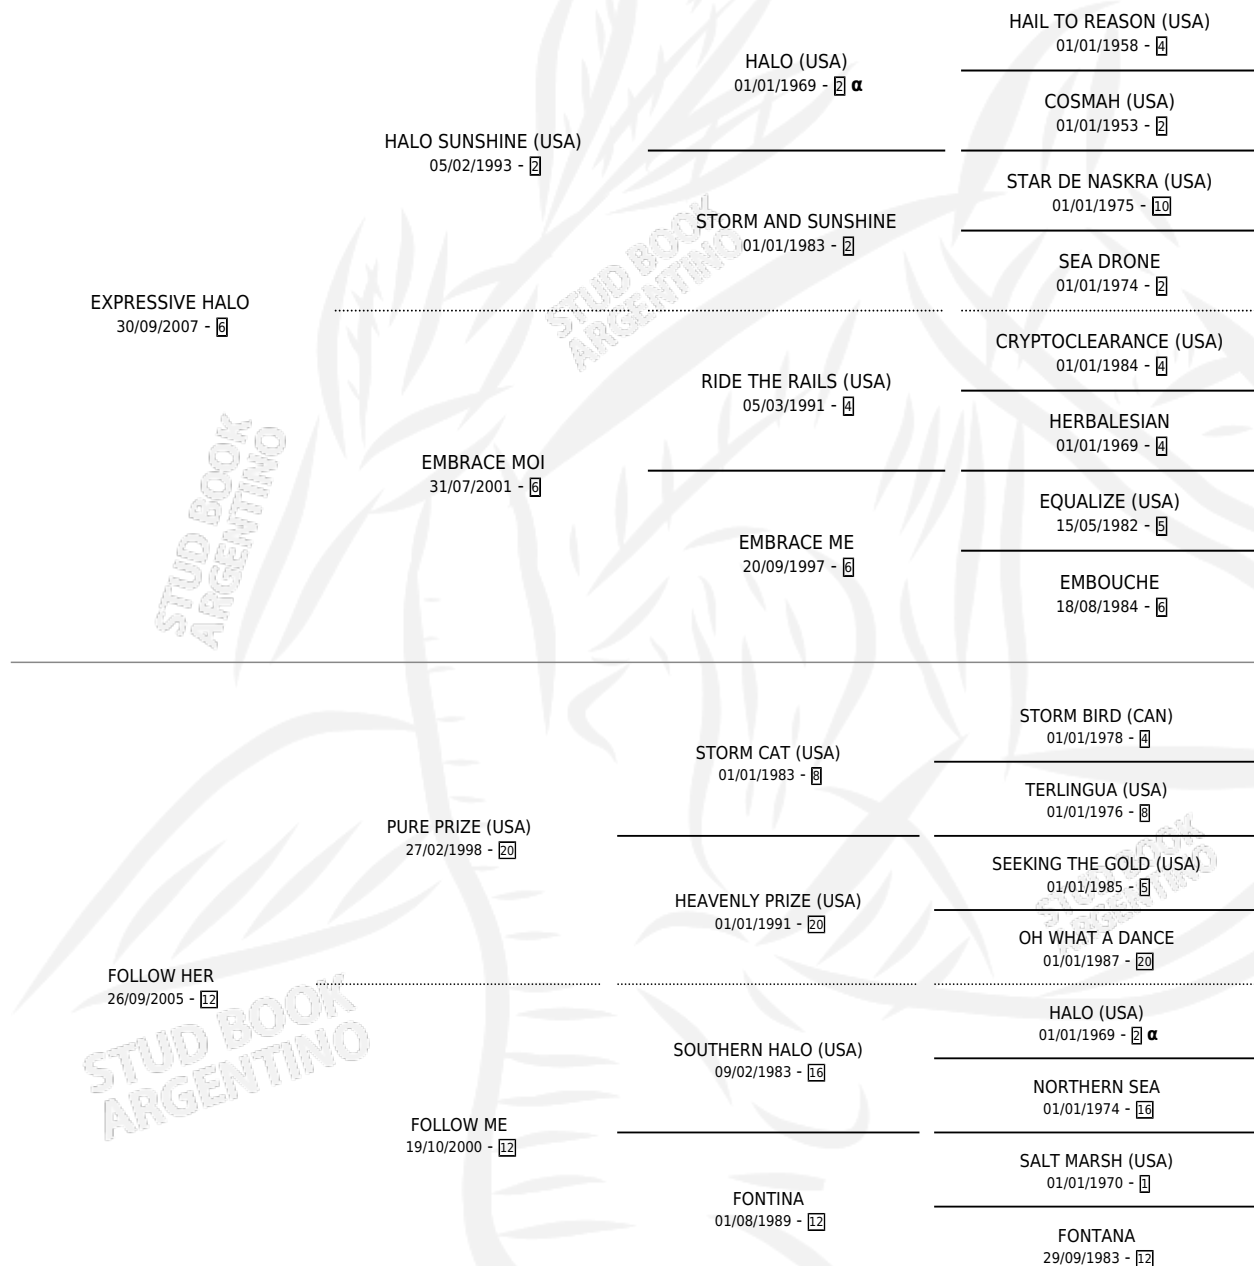 HAIL TO REASON (USA)
01/01/1958 - 4
HALO (USA)
01/01/1969 - 2 α
COSMAH (USA)
01/01/1953 - 2
HALO SUNSHINE (USA)
05/02/1993 - 2
STAR DE NASKRA (USA)
01/01/1975 - 10
STORM AND SUNSHINE
01/01/1983 - 2
SEA DRONE
01/01/1974 - 2
EXPRESSIVE HALO
30/09/2007 - 6
CRYPTOCLEARANCE (USA)
01/01/1984 - 4
RIDE THE RAILS (USA)
05/03/1991 - 4
HERBALESIAN
01/01/1969 - 4
EMBRACE MOI
31/07/2001 - 6
EQUALIZE (USA)
15/05/1982 - 5
EMBRACE ME
20/09/1997 - 6
EMBOUCHE
18/08/1984 - 6
STUD BOOK
ARGENTINO
STUD BOOK
ARGENTINO
STORM BIRD (CAN)
01/01/1978 - 4
STORM CAT (USA)
01/01/1983 - 8
TERLINGUA (USA)
01/01/1976 - 8
PURE PRIZE (USA)
27/02/1998 - 20
SEEKING THE GOLD (USA)
01/01/1985 - 5
HEAVENLY PRIZE (USA)
01/01/1991 - 20
OH WHAT A DANCE
01/01/1987 - 20
FOLLOW HER
26/09/2005 - 12
HALO (USA)
01/01/1969 - 2 α
SOUTHERN HALO (USA)
09/02/1983 - 16
NORTHERN SEA
01/01/1974 - 16
FOLLOW ME
19/10/2000 - 12
SALT MARSH (USA)
01/01/1970 - 1
FONTINA
01/08/1989 - 12
FONTANA
29/09/1983 - 12
STUD BOOK
ARGENTINO
STUD BOOK
ARGENTINO